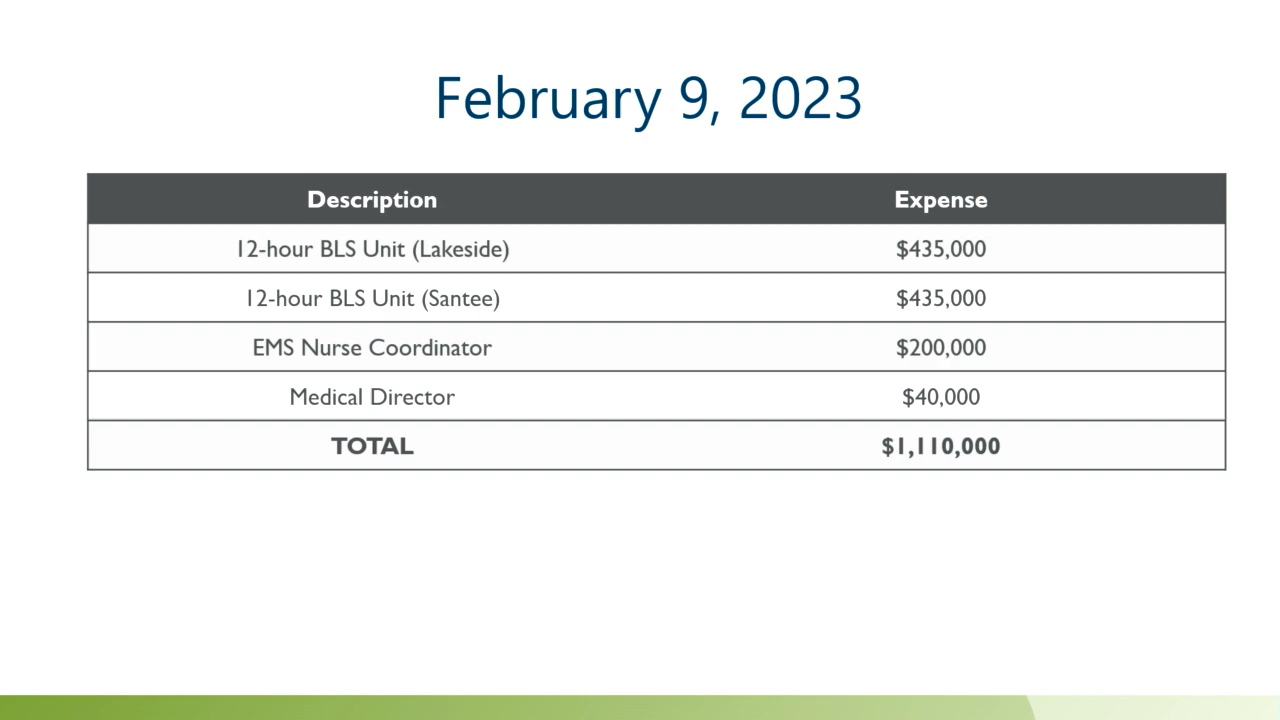 February 9, 2023
Description Expense
12-hour BLS Unit (Lakeside) $435,000
12-hour BLS Unit (Santee) $435,000
EMS Nurse Coordinator $200,000
Medical Director $40,000
TOTAL $1,110,000